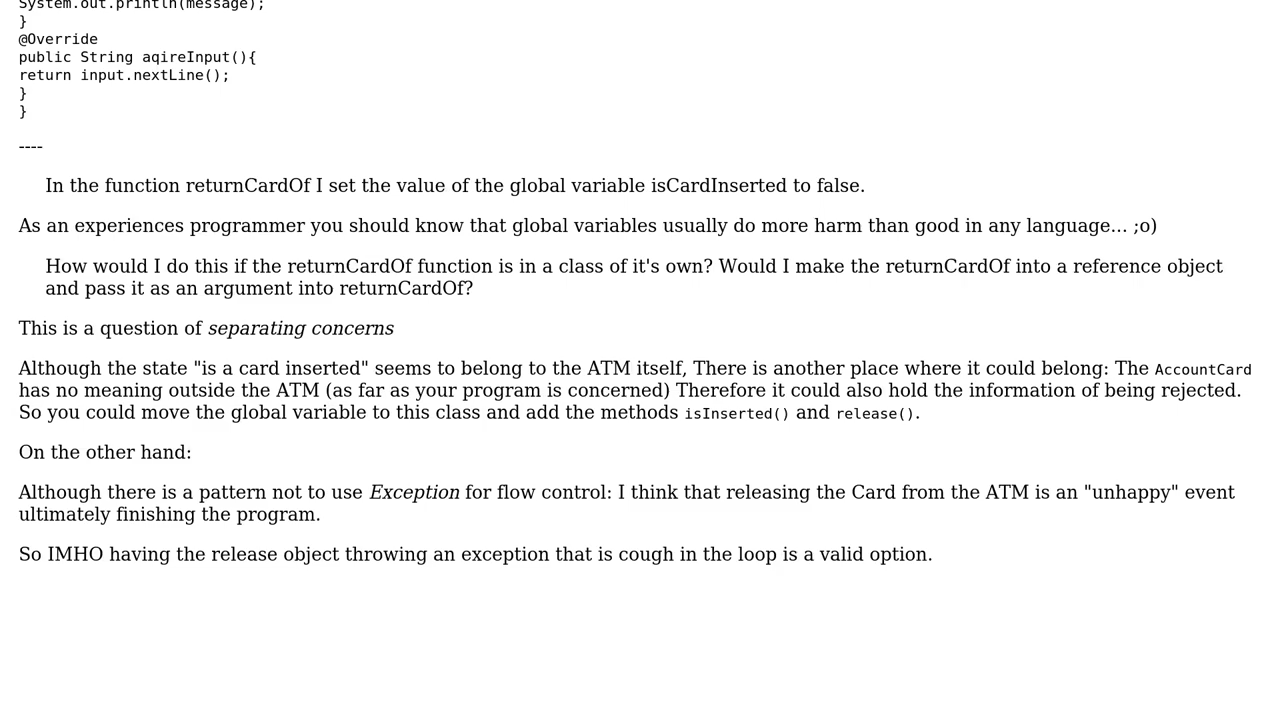 System.out.println(message);
}
@Override
public String aqireInput(){
return input.nextLine();
}
}
----
In the function returnCardOf I set the value of the global variable isCardInserted to false.
As an experiences programmer you should know that global variables usually do more harm than good in any language... ;o)
How would I do this if the returnCardOf function is in a class of it's own? Would I make the returnCardOf into a reference object
and pass it as an argument into returnCardOf?
This is a question of separating concerns
Although the state "is a card inserted" seems to belong to the ATM itself, There is another place where it could belong: The AccountCard
has no meaning outside the ATM (as far as your program is concerned) Therefore it could also hold the information of being rejected.
So you could move the global variable to this class and add the methods isInserted() and release().
On the other hand:
Although there is a pattern not to use Exception for flow control: I think that releasing the Card from the ATM is an "unhappy" event
ultimately finishing the program.
So IMHO having the release object throwing an exception that is cough in the loop is a valid option.